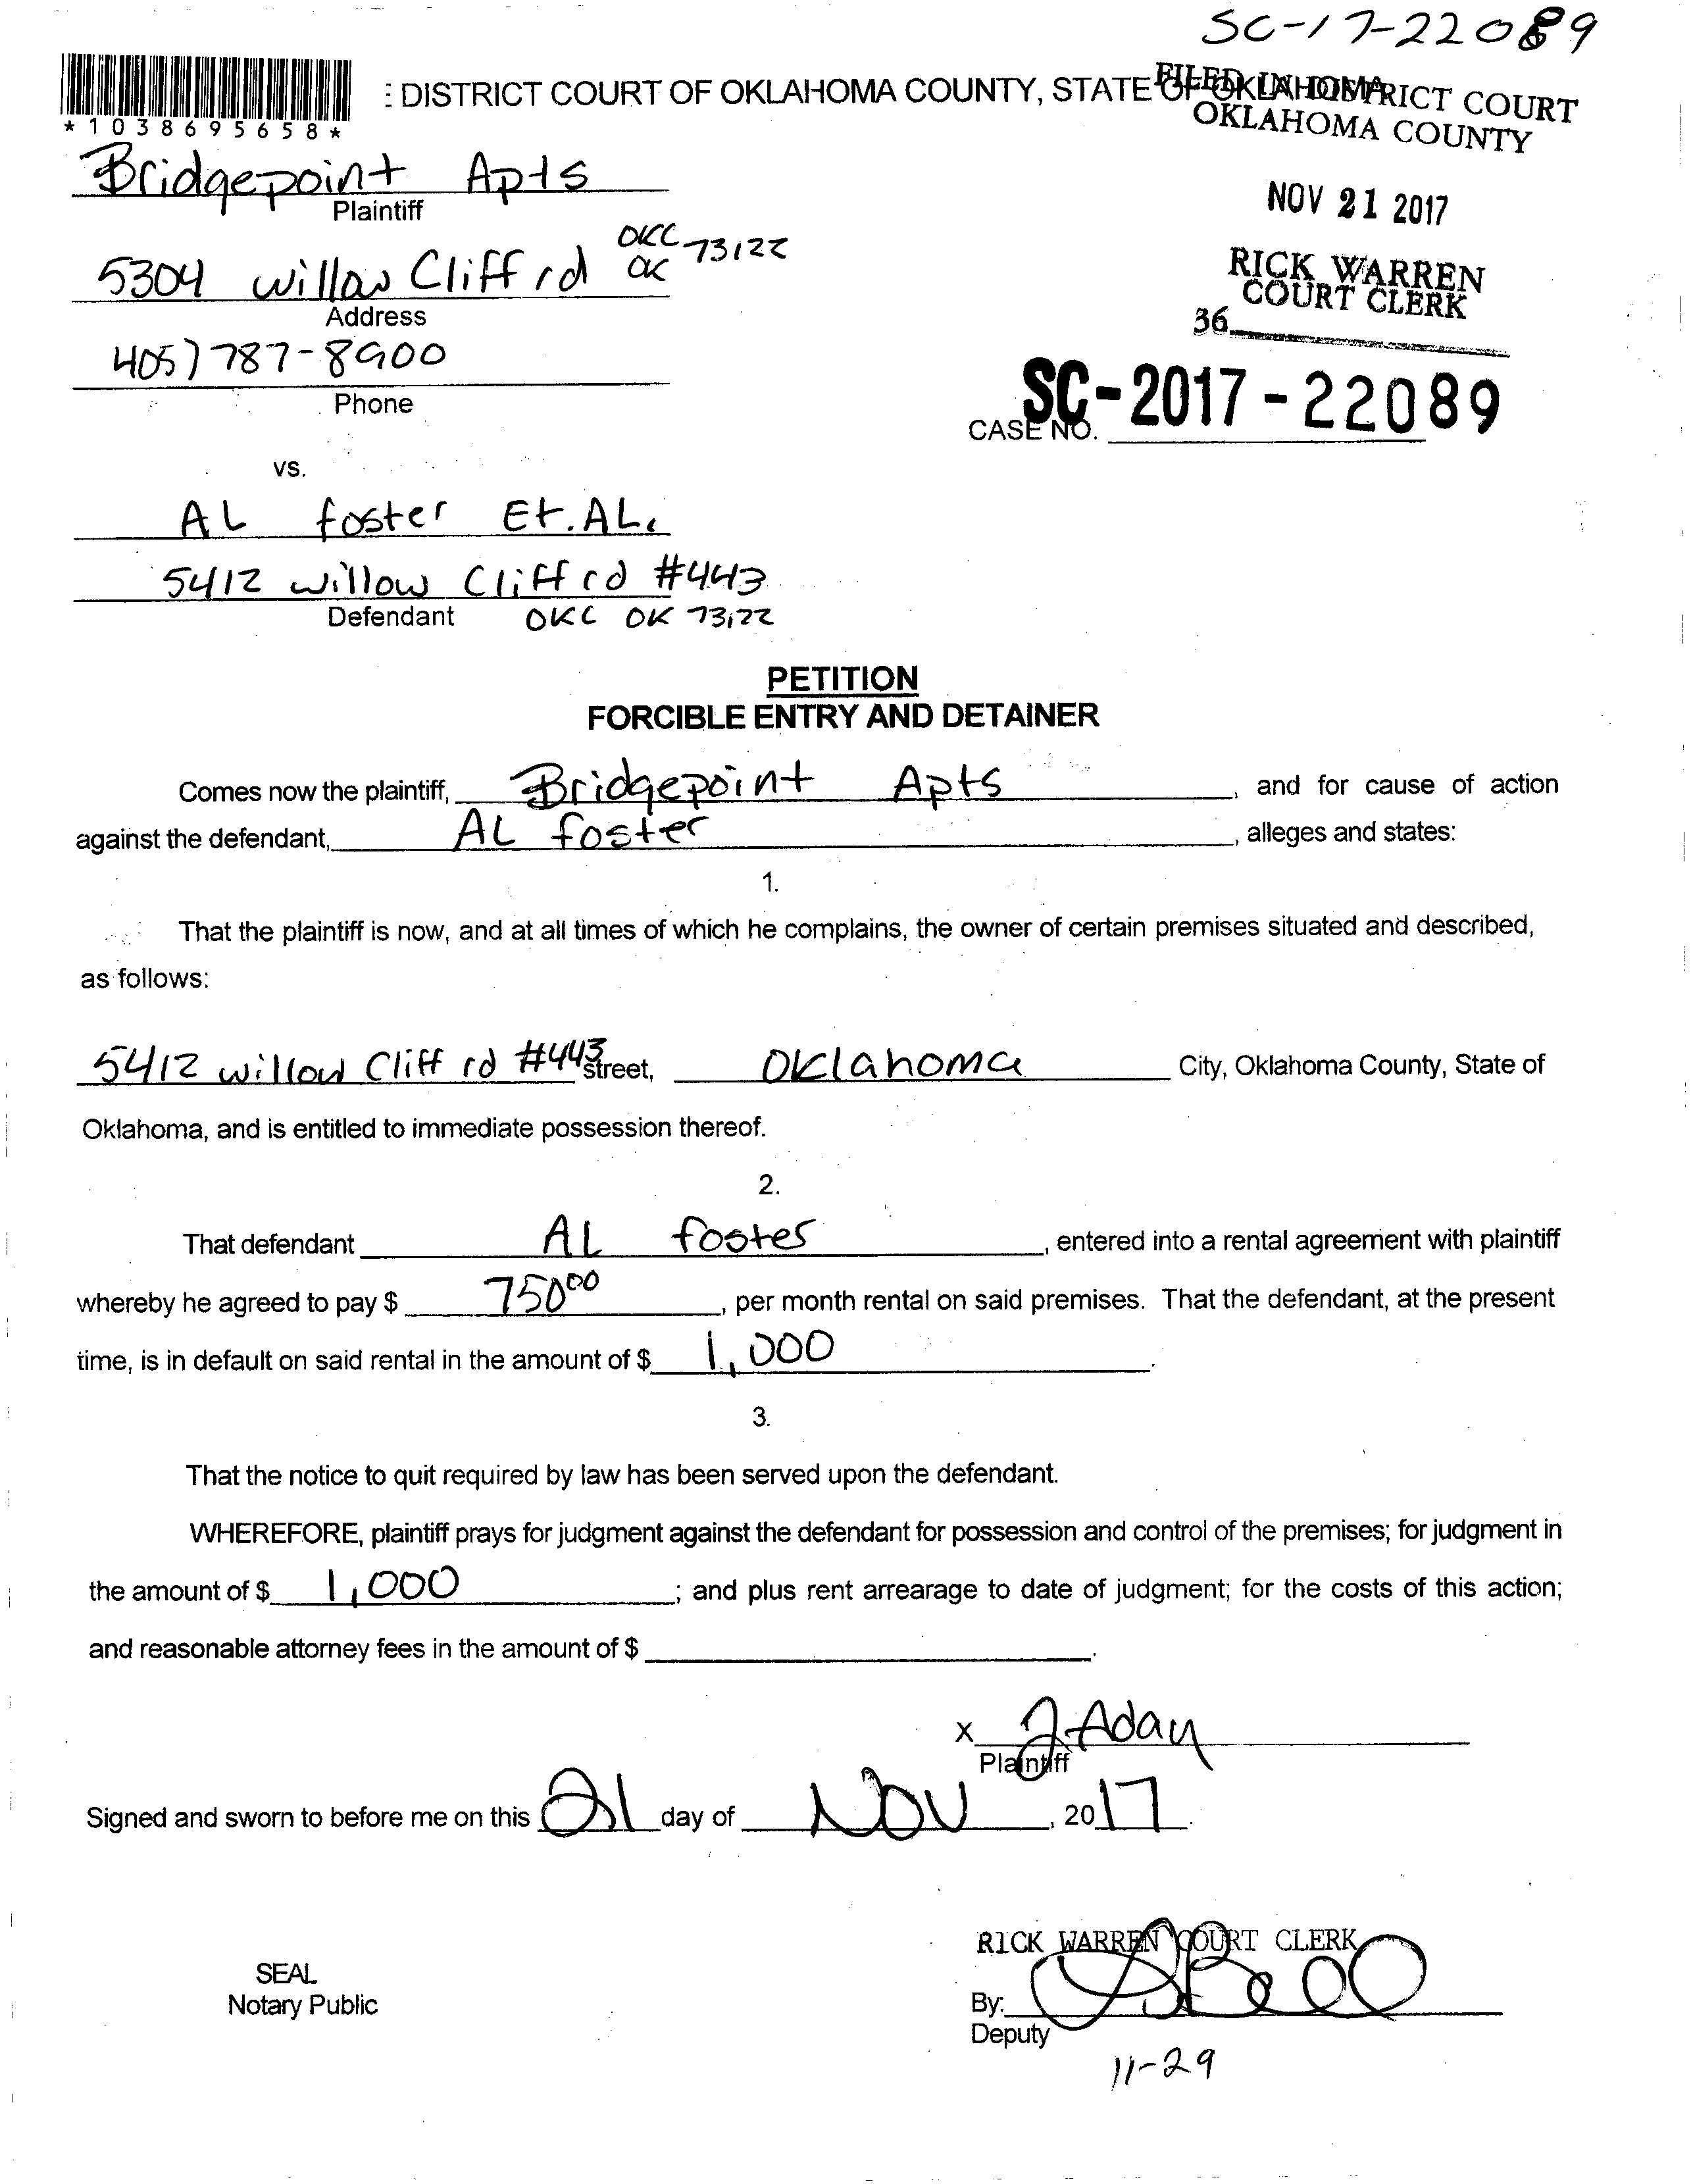 SC-17-22089
: DISTRICT COURT OF OKLAHOMA COUNTY, STATE OF OKLAHOMA
FILED IN DISTRICT COURT
OKLAHOMA COUNTY
*1038695658*
Bridgepoint Apts
Plaintiff
NOV 21 2017
5304 willow Cliff rd OKC OK 73122
Address
RICK WARREN
COURT CLERK
36
405) 787-8900
Phone
SC-2017-22089
CASE NO.
vs.
AL foster Et. AL.
5412 willow Cliff rd #443
Defendant OKC OK 73122
PETITION
FORCIBLE ENTRY AND DETAINER
Comes now the plaintiff, Bridgepoint Apts, and for cause of action
against the defendant, AL foster, alleges and states:
1.
That the plaintiff is now, and at all times of which he complains, the owner of certain premises situated and described,
as follows:
5412 willow Cliff rd #443 street, Oklahoma City, Oklahoma County, State of
Oklahoma, and is entitled to immediate possession thereof.
2.
That defendant AL foster, entered into a rental agreement with plaintiff
whereby he agreed to pay $ 750.00, per month rental on said premises. That the defendant, at the present
time, is in default on said rental in the amount of $ 1,000.
3.
That the notice to quit required by law has been served upon the defendant.
WHEREFORE, plaintiff prays for judgment against the defendant for possession and control of the premises; for judgment in
the amount of $ 1,000; and plus rent arrearage to date of judgment; for the costs of this action;
and reasonable attorney fees in the amount of $.
X J Aday
Plaintiff
Signed and sworn to before me on this 21 day of Nov, 2017.
RICK WARREN COURT CLERK
SEAL
Notary Public
By:
Deputy
11-29